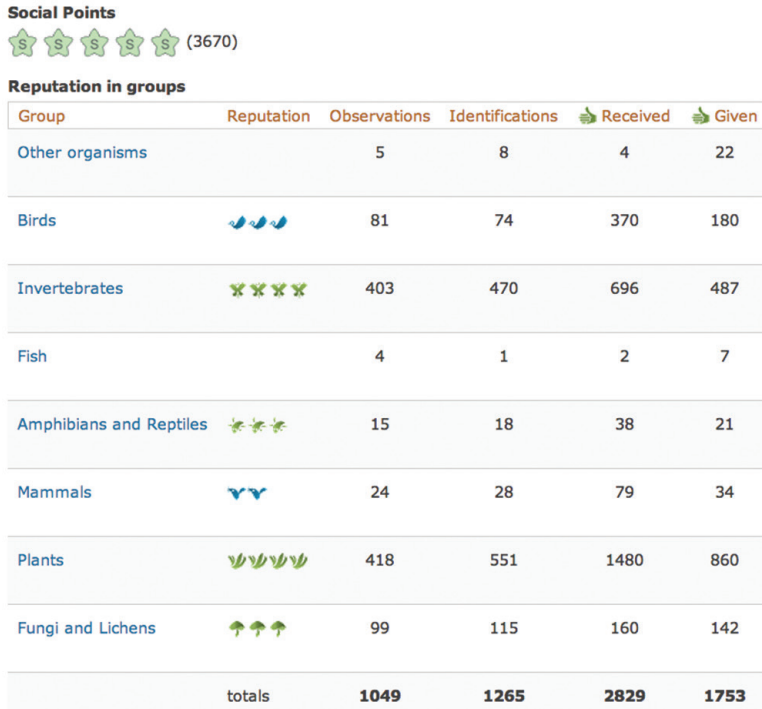 Social Points
S S S S S (3670)
Reputation in groups
Group Reputation Observations Identifications Received Given
Other organisms 5 8 4 22
Birds 81 74 370 180
Invertebrates 403 470 696 487
Fish 4 1 2 7
Amphibians and Reptiles 15 18 38 21
Mammals 24 28 79 34
Plants 418 551 1480 860
Fungi and Lichens 99 115 160 142
totals 1049 1265 2829 1753